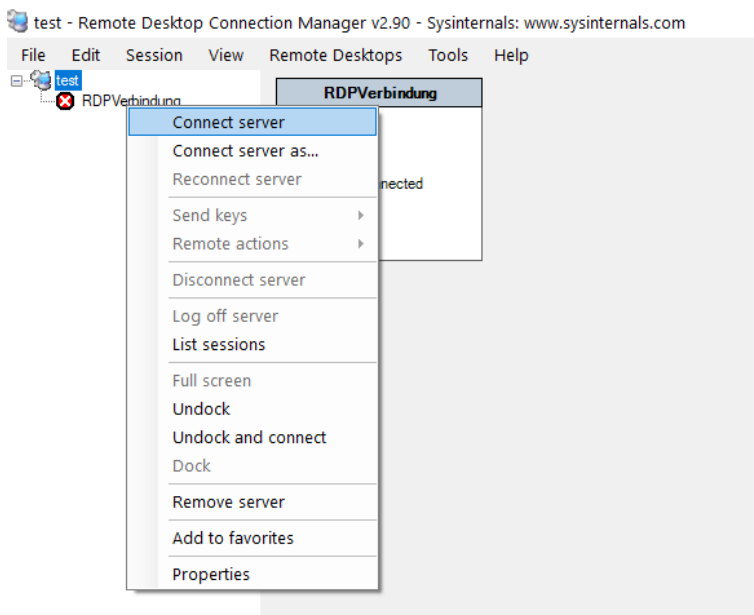 test - Remote Desktop Connection Manager v2.90 - Sysinternals: www.sysinternals.com
File Edit Session View Remote Desktops Tools Help
test
RDPVerbindung
RDPVerbindung
nected
Connect server
Connect server as...
Reconnect server
Send keys
Remote actions
Disconnect server
Log off server
List sessions
Full screen
Undock
Undock and connect
Dock
Remove server
Add to favorites
Properties